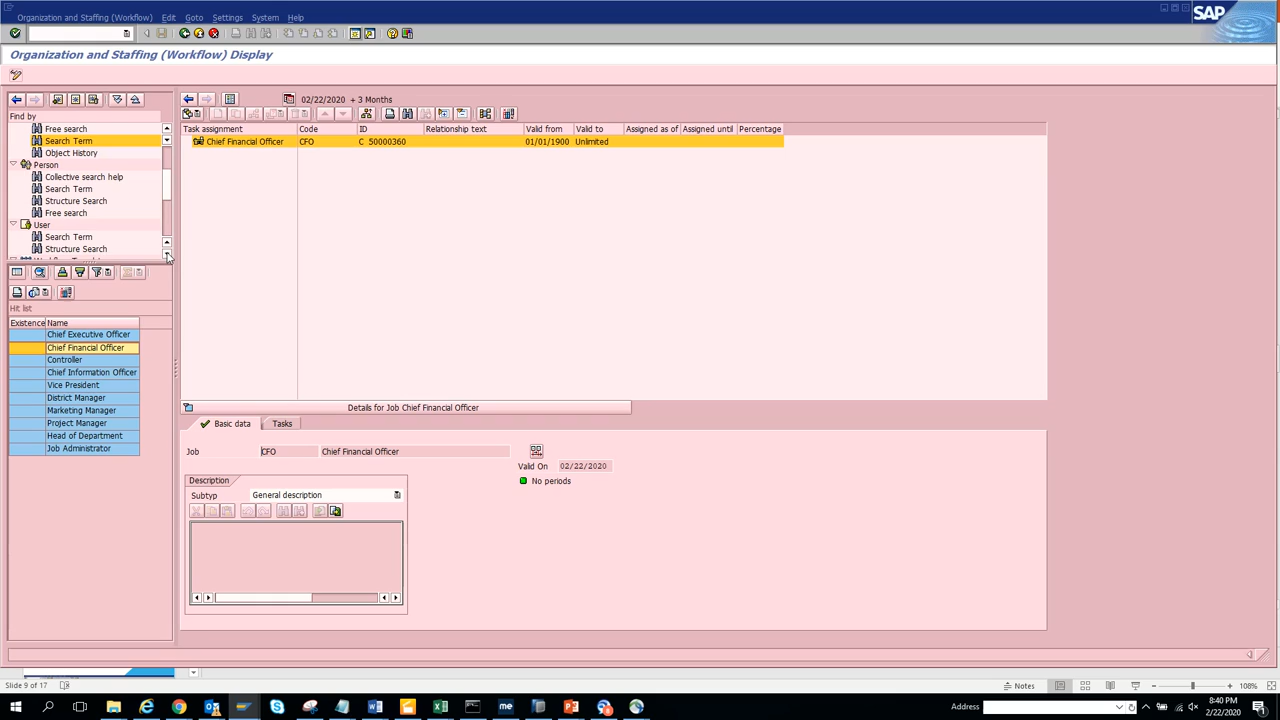 Organization and Staffing (Workflow) Edit Goto Settings System Help
SAP
Organization and Staffing (Workflow) Display
02/22/2020 + 3 Months
Find by
Free search
Search Term
Object History
Person
Collective search help
Search Term
Structure Search
Free search
User
Search Term
Structure Search
Task assignment Code ID Relationship text Valid from Valid to Assigned as of Assigned until Percentage
Chief Financial Officer CFO C 50000360 01/01/1900 Unlimited
Hit list
Existence Name
Chief Executive Officer
Chief Financial Officer
Controller
Chief Information Officer
Vice President
District Manager
Marketing Manager
Project Manager
Head of Department
Job Administrator
Details for Job Chief Financial Officer
Basic data Tasks
Job CFO Chief Financial Officer
Valid On 02/22/2020
No periods
Description
Subtyp General description
Slide 9 of 17
Notes
108%
Address
8:40 PM
2/22/2020